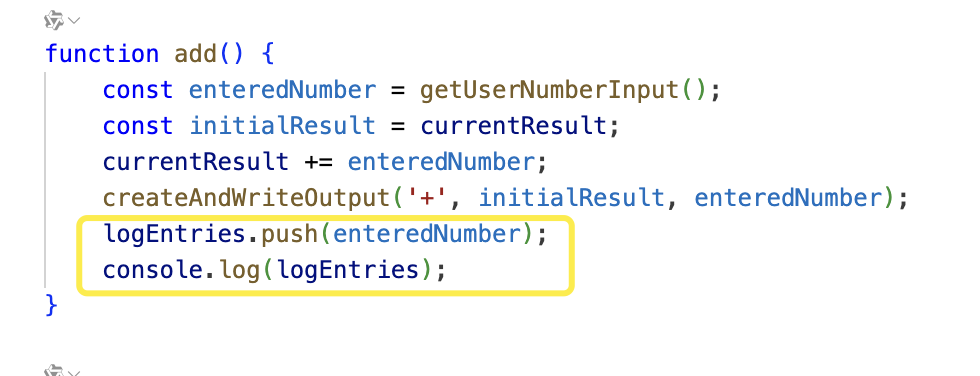 function add() {
    const enteredNumber = getUserNumberInput();
    const initialResult = currentResult;
    currentResult += enteredNumber;
    createAndWriteOutput('+', initialResult, enteredNumber);
    logEntries.push(enteredNumber);
    console.log(logEntries);
}